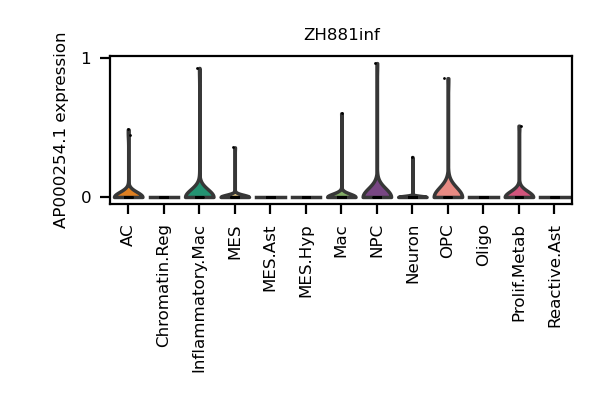 ZH881inf
AP000254.1 expression
1
0
AC
Chromatin.Reg
Inflammatory.Mac
MES
MES.Ast
MES.Hyp
Mac
NPC
Neuron
OPC
Oligo
Prolif.Metab
Reactive.Ast